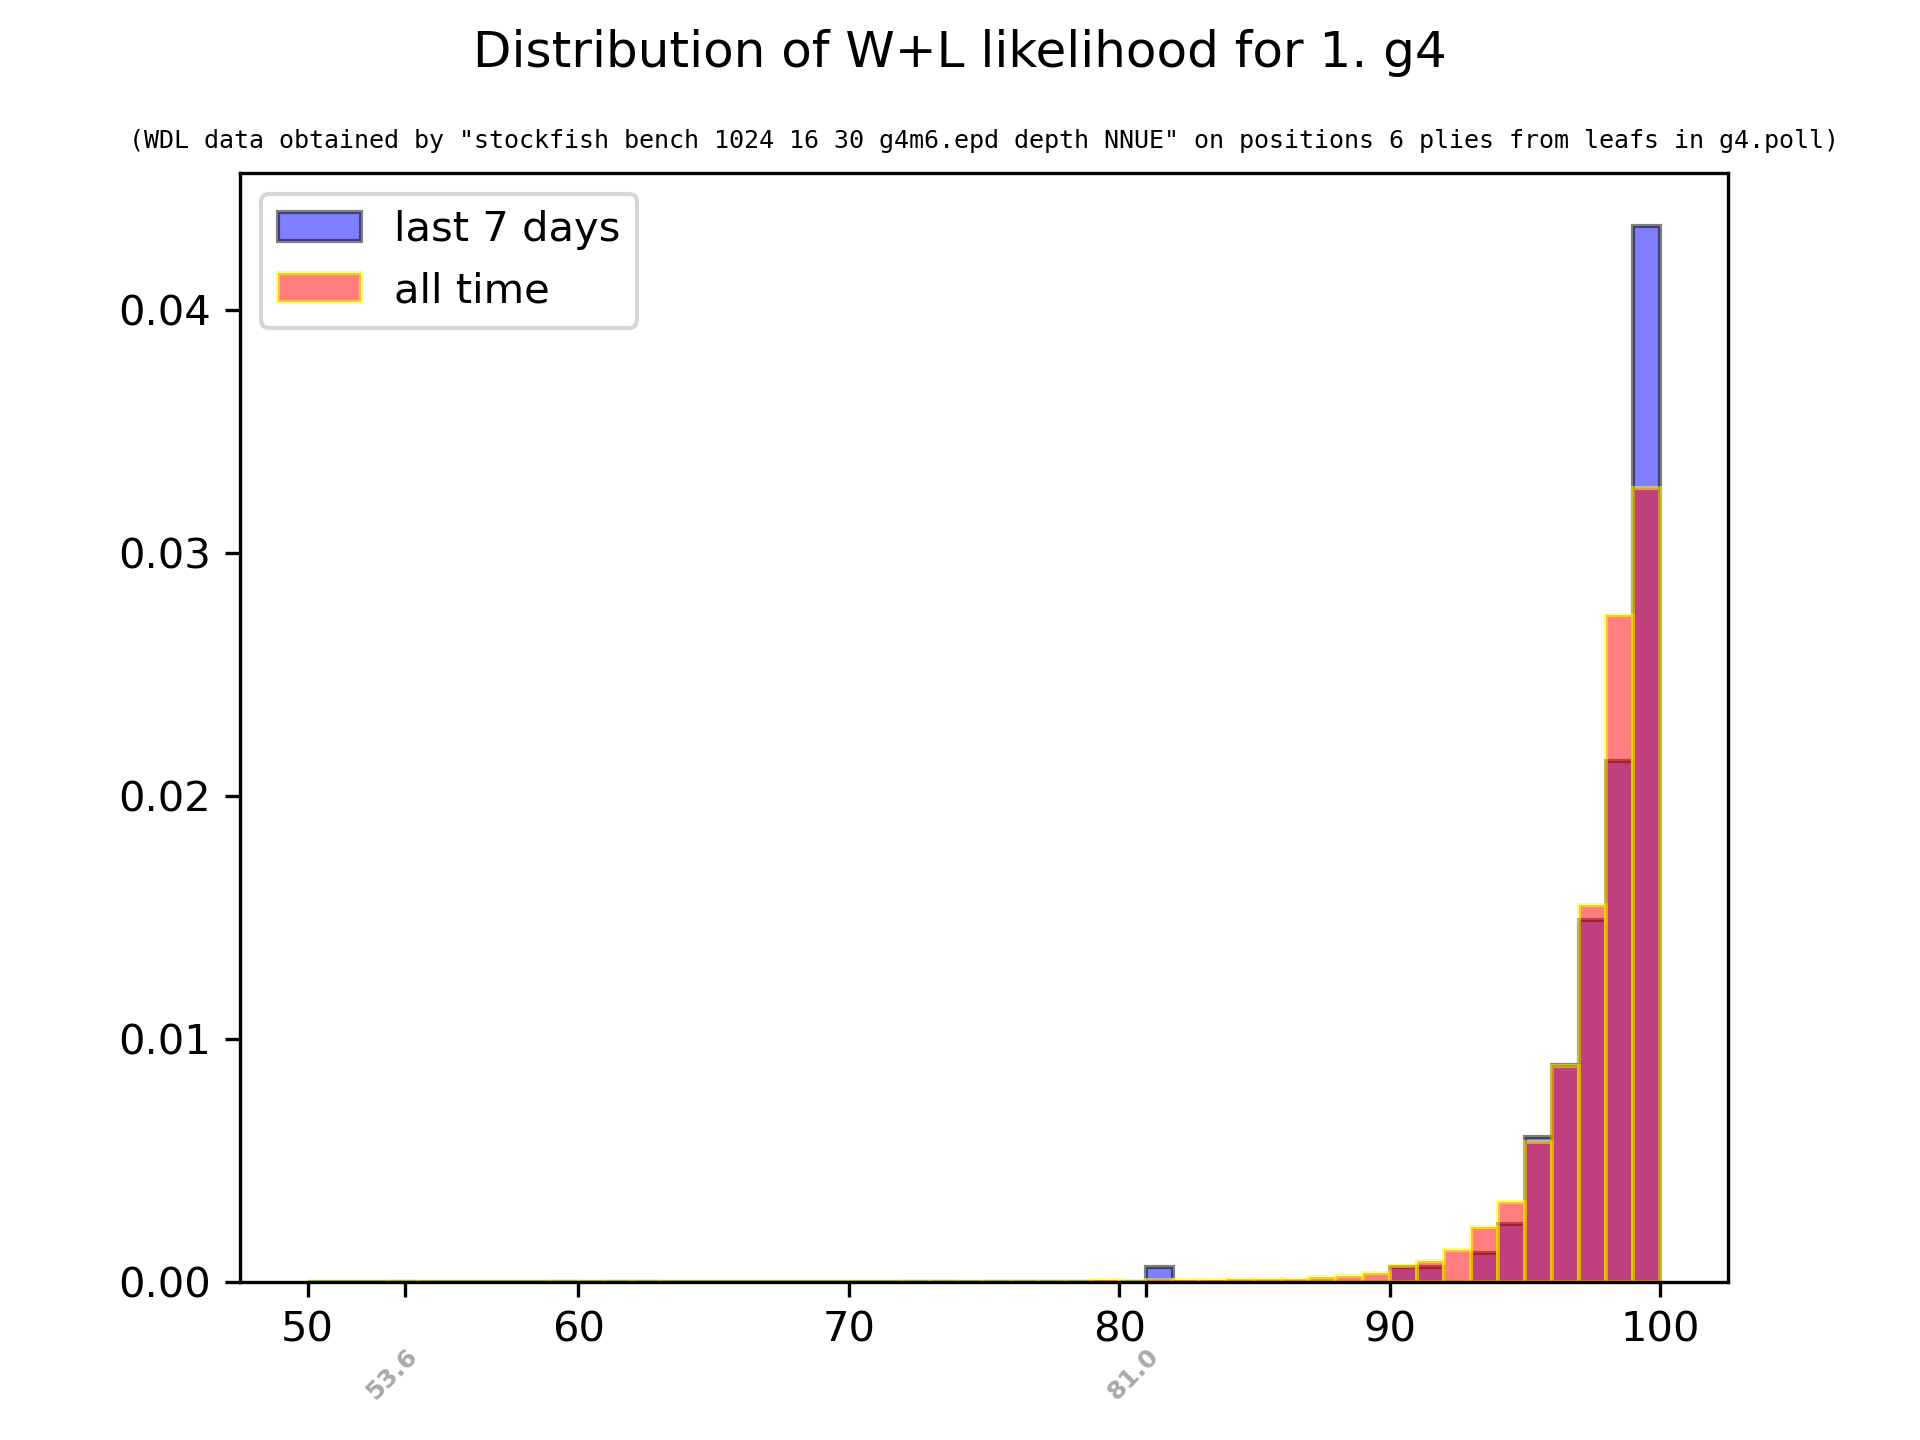 Distribution of W+L likelihood for 1. g4
(WDL data obtained by "stockfish bench 1024 16 30 g4m6.epd depth NNUE" on positions 6 plies from leafs in g4.poll)
last 7 days
all time
0.04
0.03
0.02
0.01
0.00
50 60 70 80 90 100
53.6 81.0